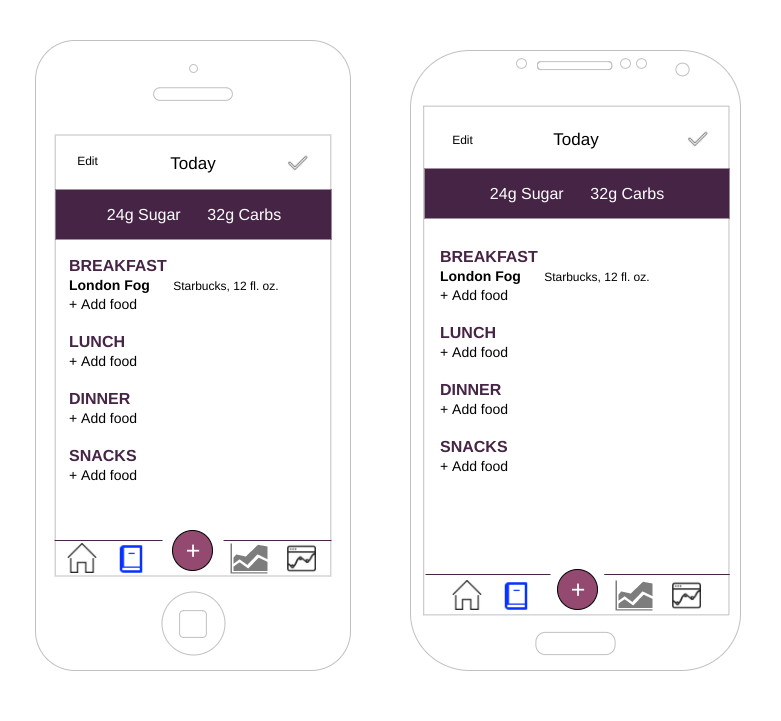 Edit Today
24g Sugar 32g Carbs
BREAKFAST
London Fog Starbucks, 12 fl. oz.
+ Add food
LUNCH
+ Add food
DINNER
+ Add food
SNACKS
+ Add food
+
Edit Today
24g Sugar 32g Carbs
BREAKFAST
London Fog Starbucks, 12 fl. oz.
+ Add food
LUNCH
+ Add food
DINNER
+ Add food
SNACKS
+ Add food
+